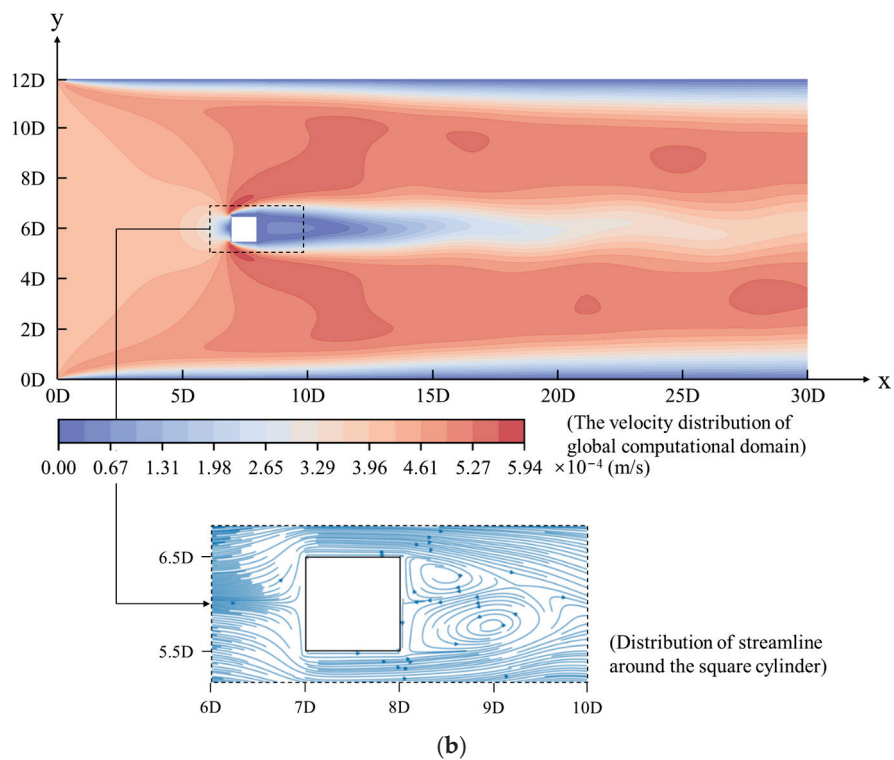 y
12D
10D
8D
6D
4D
2D
0D
0D 5D 10D 15D 20D 25D 30D
x
(The velocity distribution of
global computational domain)
0.00 0.67 1.31 1.98 2.65 3.29 3.96 4.61 5.27 5.94 ×10⁻⁴ (m/s)
6.5D
5.5D
(Distribution of streamline
around the square cylinder)
6D 7D 8D 9D 10D
(b)